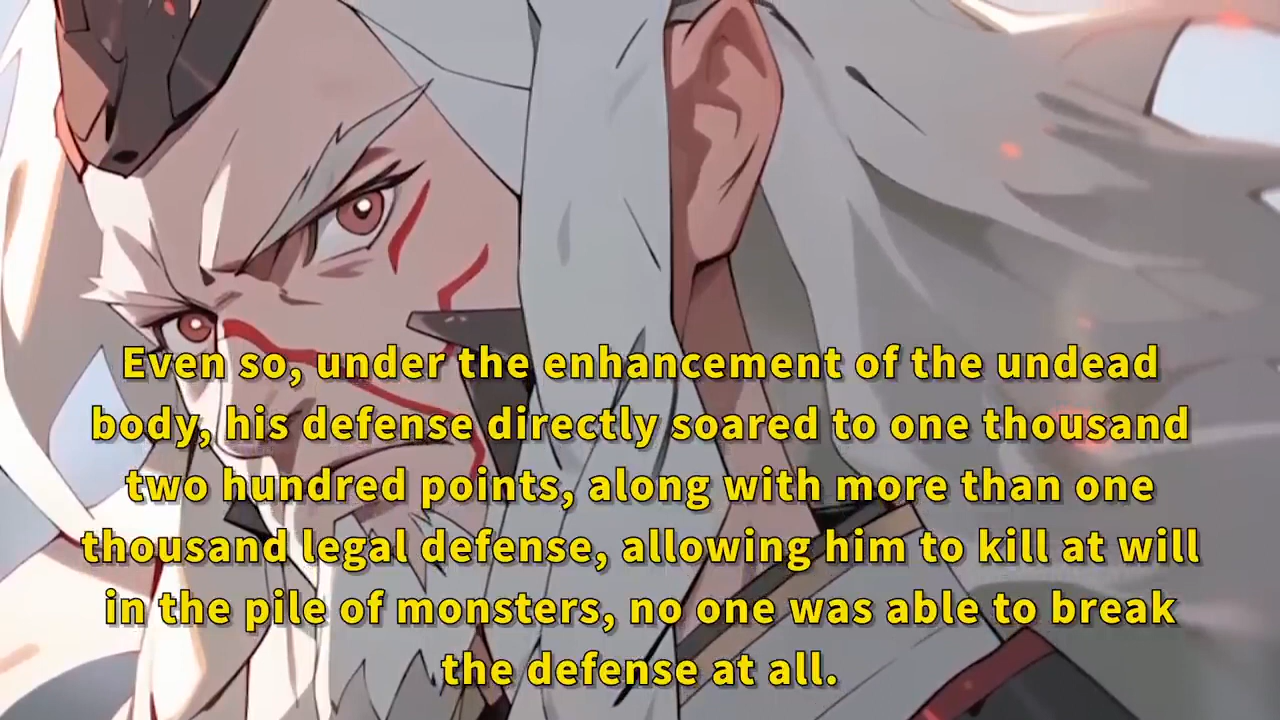 Even so, under the enhancement of the undead
body, his defense directly soared to one thousand
two hundred points, along with more than one
thousand legal defense, allowing him to kill at will
in the pile of monsters, no one was able to break
the defense at all.